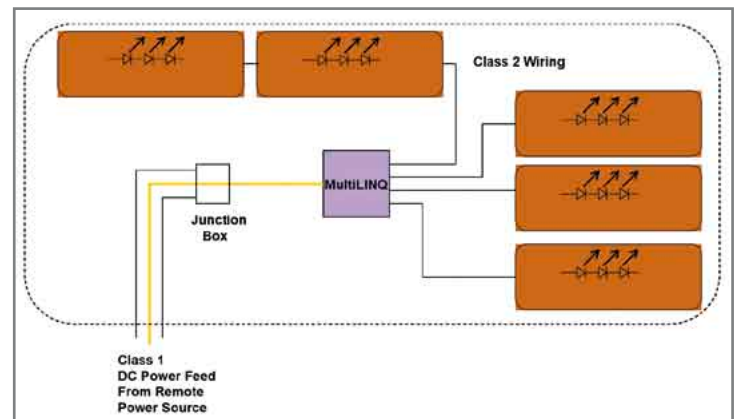 Class 2 Wiring
MultiLINQ
Junction
Box
Class 1
DC Power Feed
From Remote
Power Source